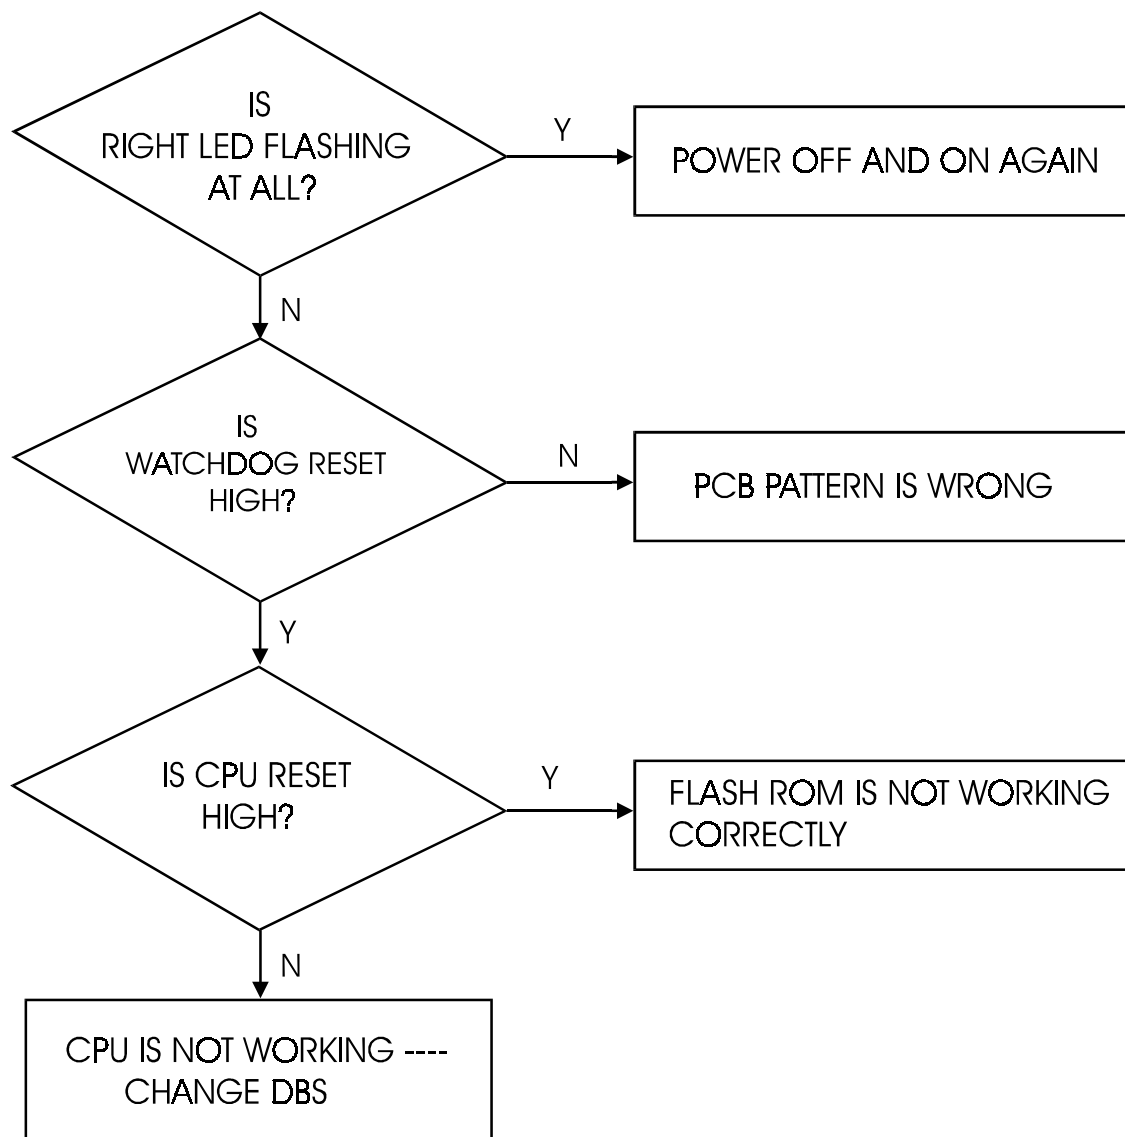 IS
RIGHT LED FLASHING
AT ALL?
Y
POWER OFF AND ON AGAIN
N
IS
WATCHDOG RESET
HIGH?
N
PCB PATTERN IS WRONG
Y
IS CPU RESET
HIGH?
Y
FLASH ROM IS NOT WORKING
CORRECTLY
N
CPU IS NOT WORKING ----
CHANGE DBS